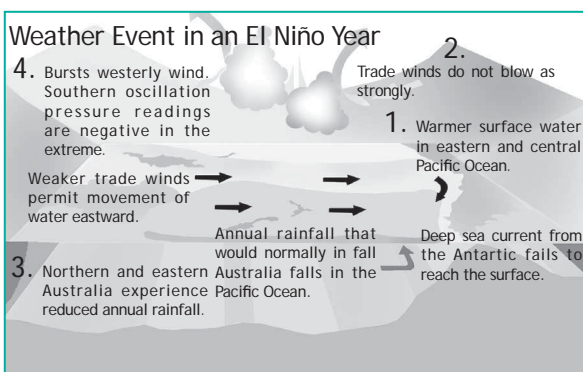 Weather Event in an El Niño Year
4. Bursts westerly wind.
Southern oscillation
pressure readings
are negative in the
extreme.
2.
Trade winds do not blow as
strongly.
1. Warmer surface water
in eastern and central
Pacific Ocean.
Weaker trade winds
permit movement of
water eastward.
Annual rainfall that
would normally in fall
Australia falls in the
Pacific Ocean.
Deep sea current from
the Antartic fails to
reach the surface.
3. Northern and eastern
Australia experience
reduced annual rainfall.